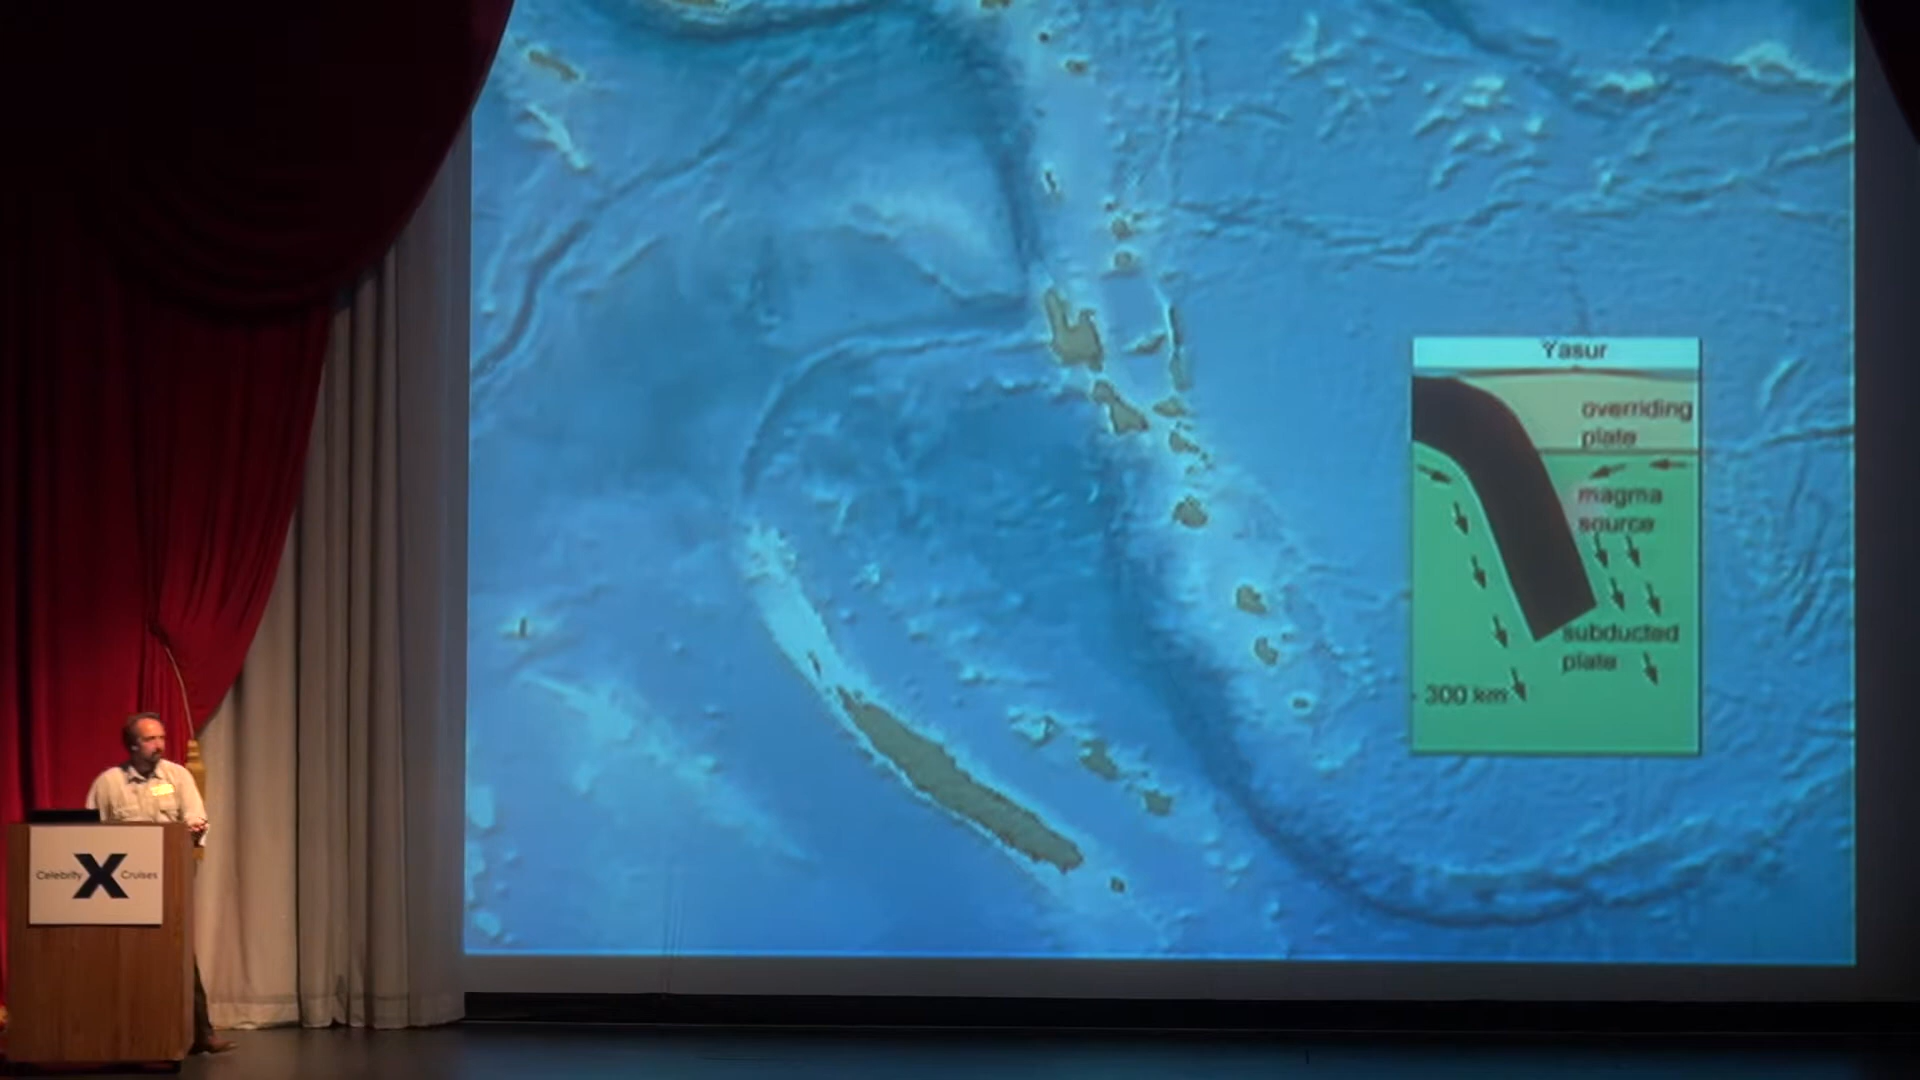 Yasur
overriding
plate
magma
source
subducted
plate
300 km
Celebrity X Cruises